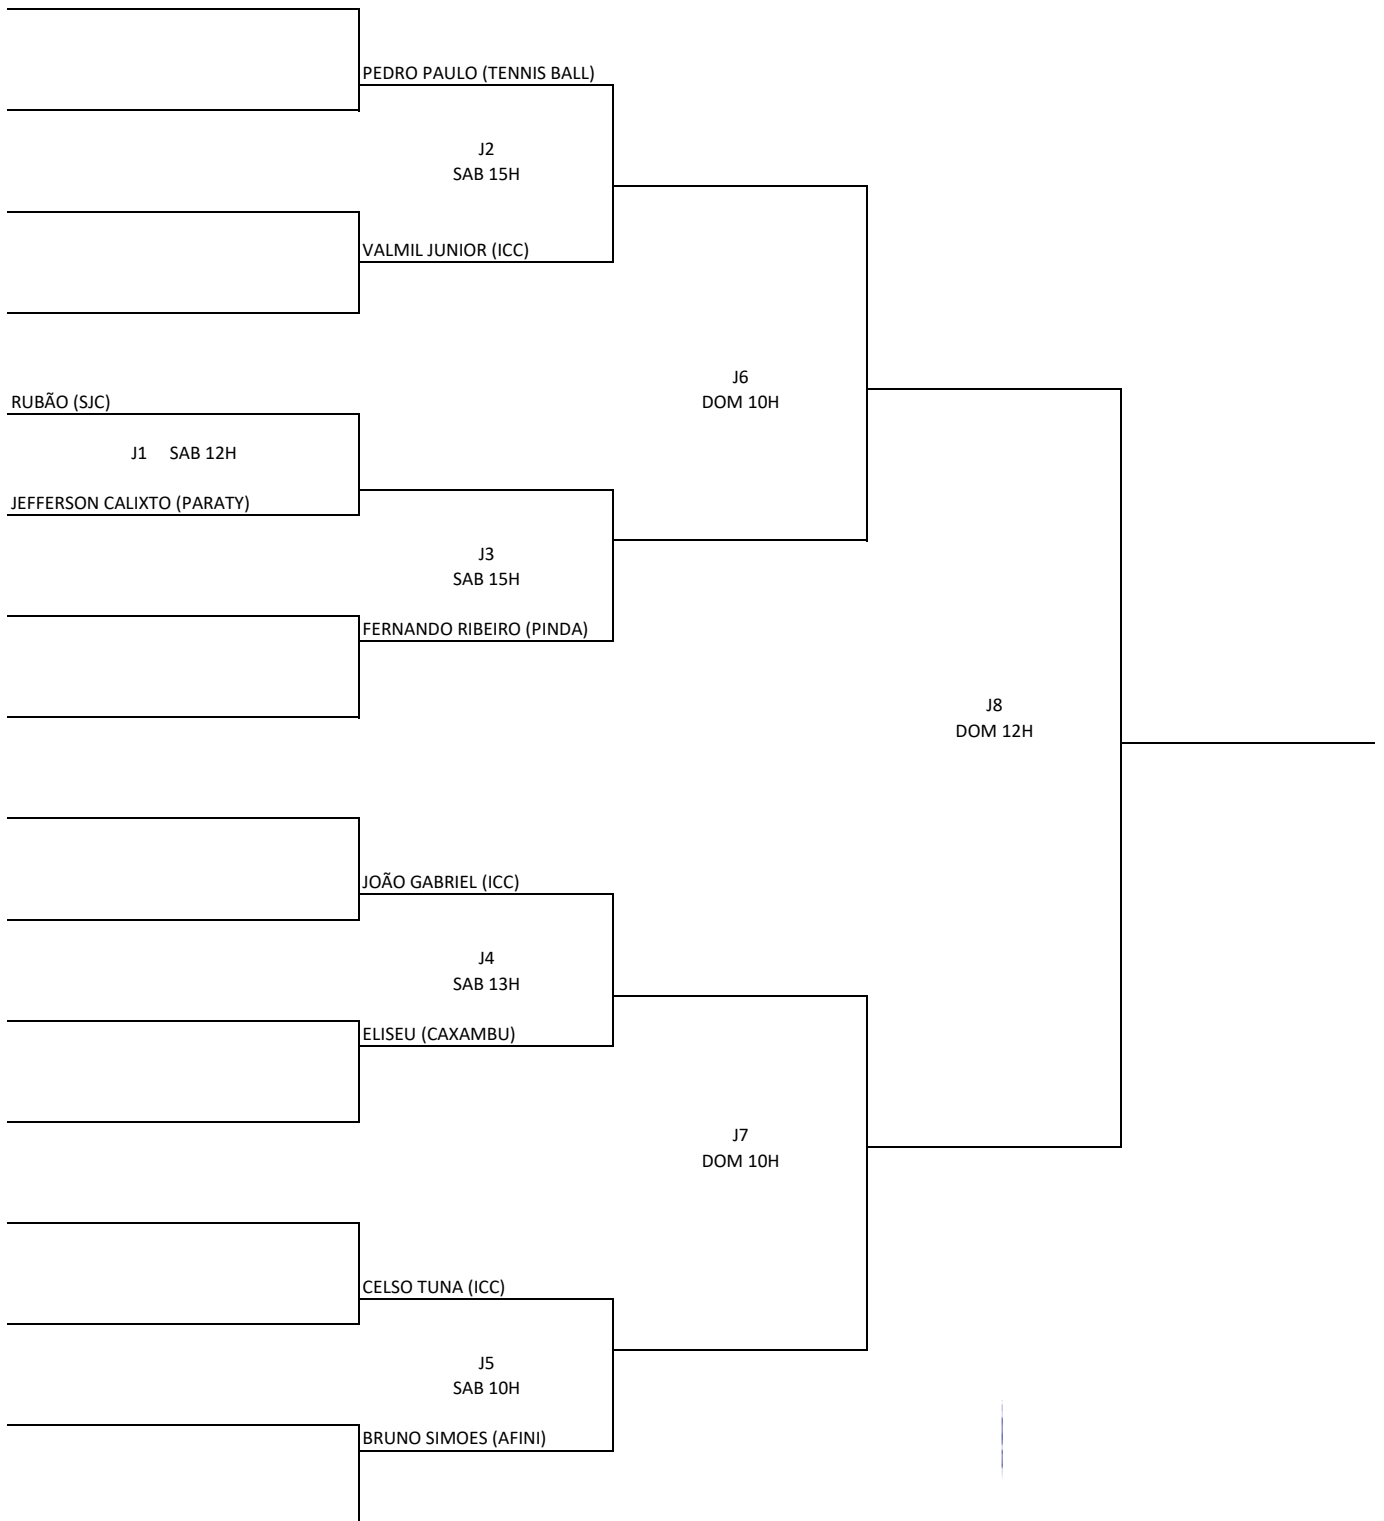 PEDRO PAULO (TENNIS BALL)
J2
SAB 15H
VALMIL JUNIOR (ICC)
J6
DOM 10H
RUBÃO (SJC)
J1 SAB 12H
JEFFERSON CALIXTO (PARATY)
J3
SAB 15H
FERNANDO RIBEIRO (PINDA)
J8
DOM 12H
JOÃO GABRIEL (ICC)
J4
SAB 13H
ELISEU (CAXAMBU)
J7
DOM 10H
CELSO TUNA (ICC)
J5
SAB 10H
BRUNO SIMOES (AFINI)